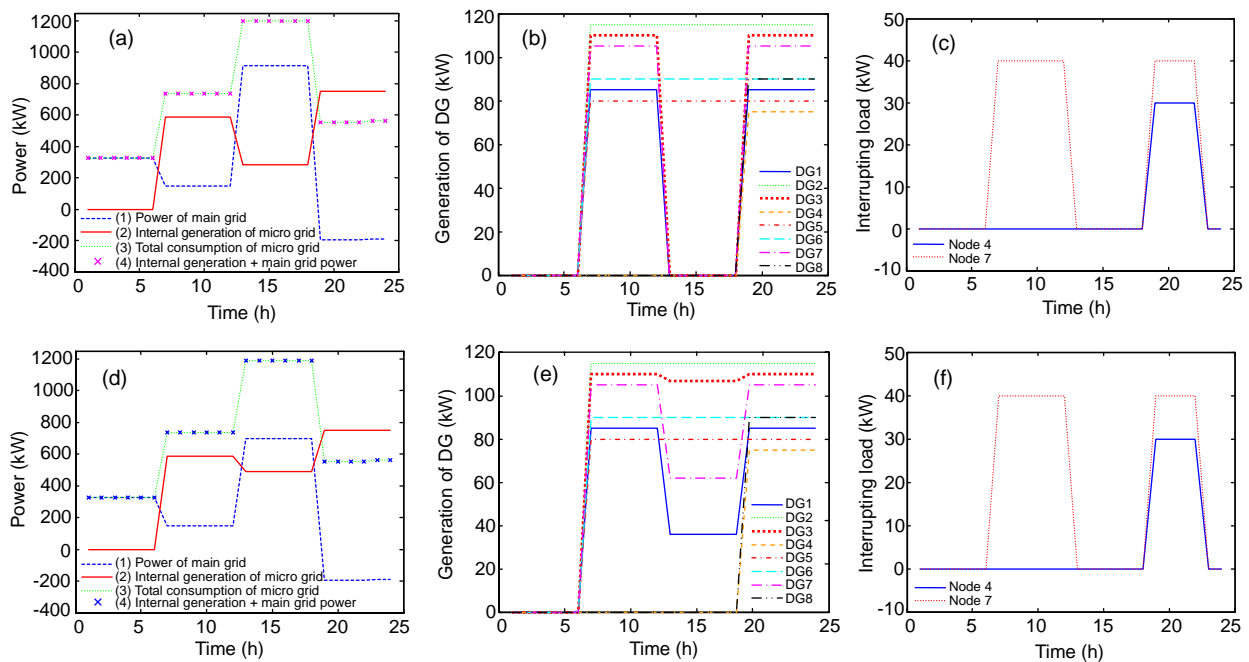 (a)
Power (kW)
1200
1000
800
600
400
200
0
-200
-400
(1) Power of main grid
(2) Internal generation of micro grid
(3) Total consumption of micro grid
(4) Internal generation + main grid power
0 5 10 15 20 25
Time (h)
(b)
Generation of DG (kW)
120
100
80
60
40
20
0
DG1
DG2
DG3
DG4
DG5
DG6
DG7
DG8
0 5 10 15 20 25
Time (h)
(c)
Interrupting load (kW)
50
40
30
20
10
0
-10
Node 4
Node 7
0 5 10 15 20 25
Time (h)
(d)
Power (kW)
1200
1000
800
600
400
200
0
-200
-400
(1) Power of main grid
(2) Internal generation of micro grid
(3) Total consumption of micro grid
(4) Internal generation + main grid power
0 5 10 15 20 25
Time (h)
(e)
Generation of DG (kW)
120
100
80
60
40
20
0
DG1
DG2
DG3
DG4
DG5
DG6
DG7
DG8
0 5 10 15 20 25
Time (h)
(f)
Interrupting load (kW)
50
40
30
20
10
0
-10
Node 4
Node 7
0 5 10 15 20 25
Time (h)